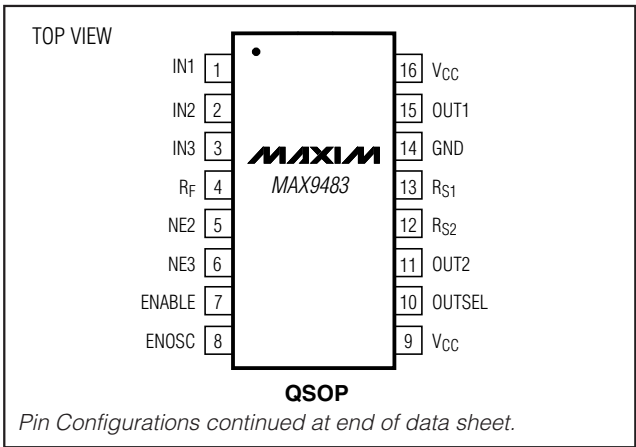 TOP VIEW
IN1 1 16 VCC
IN2 2 15 OUT1
IN3 3 14 GND
MAXIM
RF 4 MAX9483 13 RS1
NE2 5 12 RS2
NE3 6 11 OUT2
ENABLE 7 10 OUTSEL
ENOSC 8 9 VCC
QSOP
Pin Configurations continued at end of data sheet.